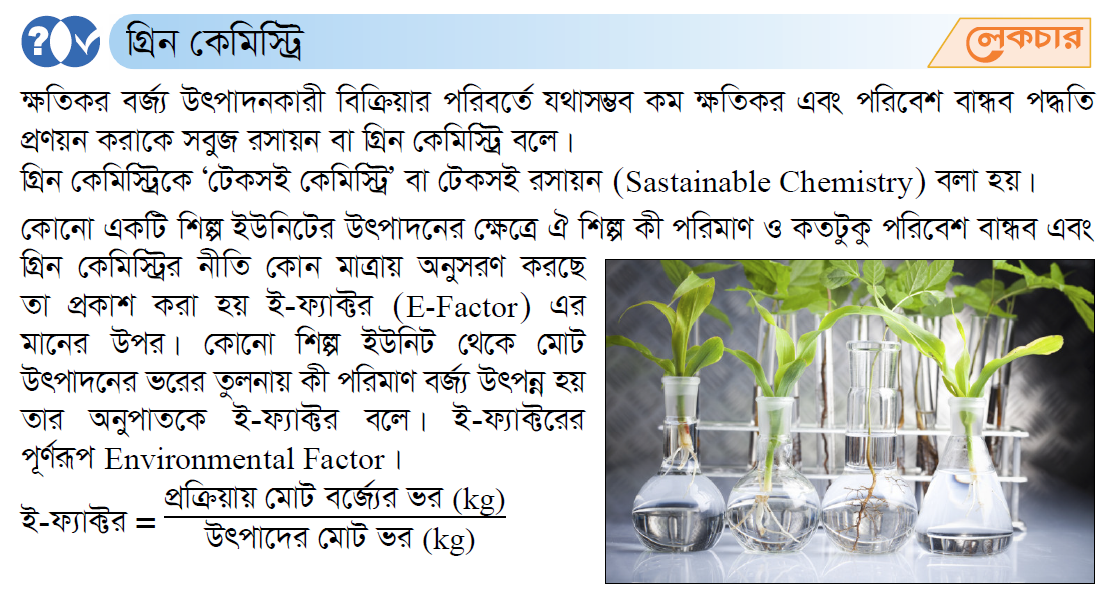 গ্রিন কেমিস্ট্রি
লেকচার
ক্ষতিকর বর্জ্য উৎপাদনকারী বিক্রিয়ার পরিবর্তে যথাসম্ভব কম ক্ষতিকর এবং পরিবেশ বান্ধব পদ্ধতি
প্রণয়ন করাকে সবুজ রসায়ন বা গ্রিন কেমিস্ট্রি বলে।
গ্রিন কেমিস্ট্রিকে ‘টেকসই কেমিস্ট্রি’ বা টেকসই রসায়ন (Sastainable Chemistry) বলা হয়।
কোনো একটি শিল্প ইউনিটের উৎপাদনের ক্ষেত্রে ঐ শিল্প কী পরিমাণ ও কতটুকু পরিবেশ বান্ধব এবং
গ্রিন কেমিস্ট্রির নীতি কোন মাত্রায় অনুসরণ করছে
তা প্রকাশ করা হয় ই-ফ্যাক্টর (E-Factor) এর
মানের উপর। কোনো শিল্প ইউনিট থেকে মোট
উৎপাদনের ভরের তুলনায় কী পরিমাণ বর্জ্য উৎপন্ন হয়
তার অনুপাতকে ই-ফ্যাক্টর বলে। ই-ফ্যাক্টরের
পূর্ণরূপ Environmental Factor।
ই-ফ্যাক্টর = প্রক্রিয়ায় মোট বর্জ্যের ভর (kg)
উৎপাদের মোট ভর (kg)